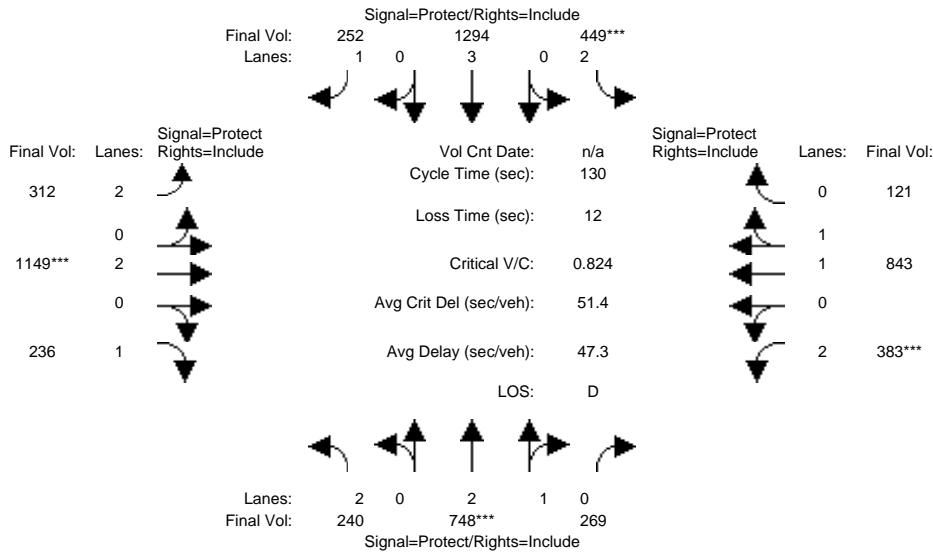 Signal=Protect/Rights=Include
Final Vol: 252 1294 449***
Lanes: 1 0 3 0 2
Signal=Protect Signal=Protect
Final Vol: Lanes: Rights=Include Vol Cnt Date: n/a Rights=Include Lanes: Final Vol:
Cycle Time (sec): 130
312 2 0 121
Loss Time (sec): 12
0 1
1149*** 2 Critical V/C: 0.824 1 843
0 Avg Crit Del (sec/veh): 51.4 0
236 1 Avg Delay (sec/veh): 47.3 2 383***
LOS: D
Lanes: 2 0 2 1 0
Final Vol: 240 748*** 269
Signal=Protect/Rights=Include